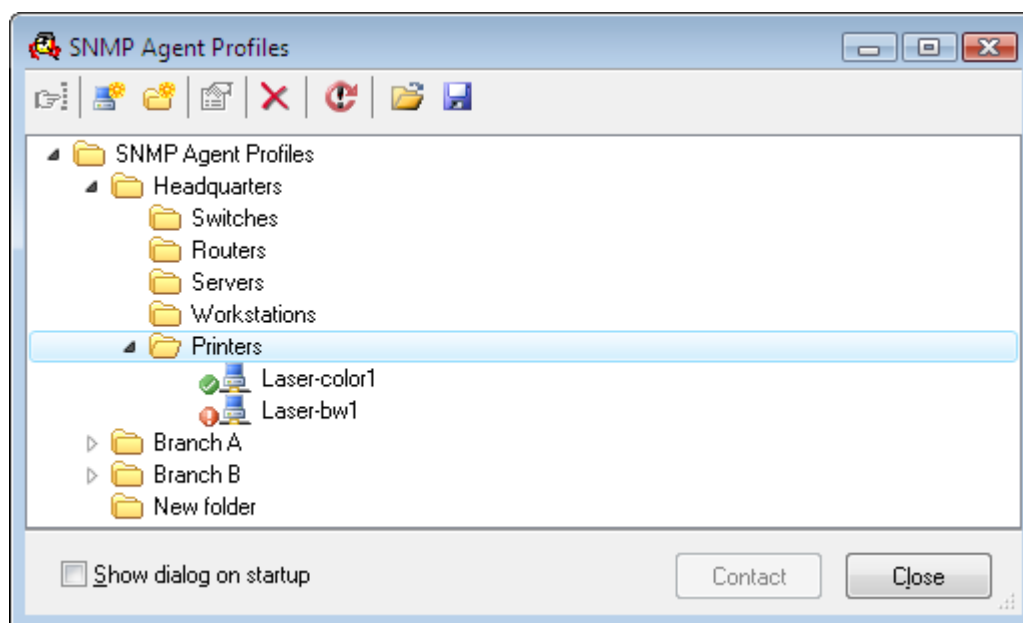 SNMP Agent Profiles
SNMP Agent Profiles
Headquarters
Switches
Routers
Servers
Workstations
Printers
Laser-color1
Laser-bw1
Branch A
Branch B
New folder
Show dialog on startup
Contact
Close